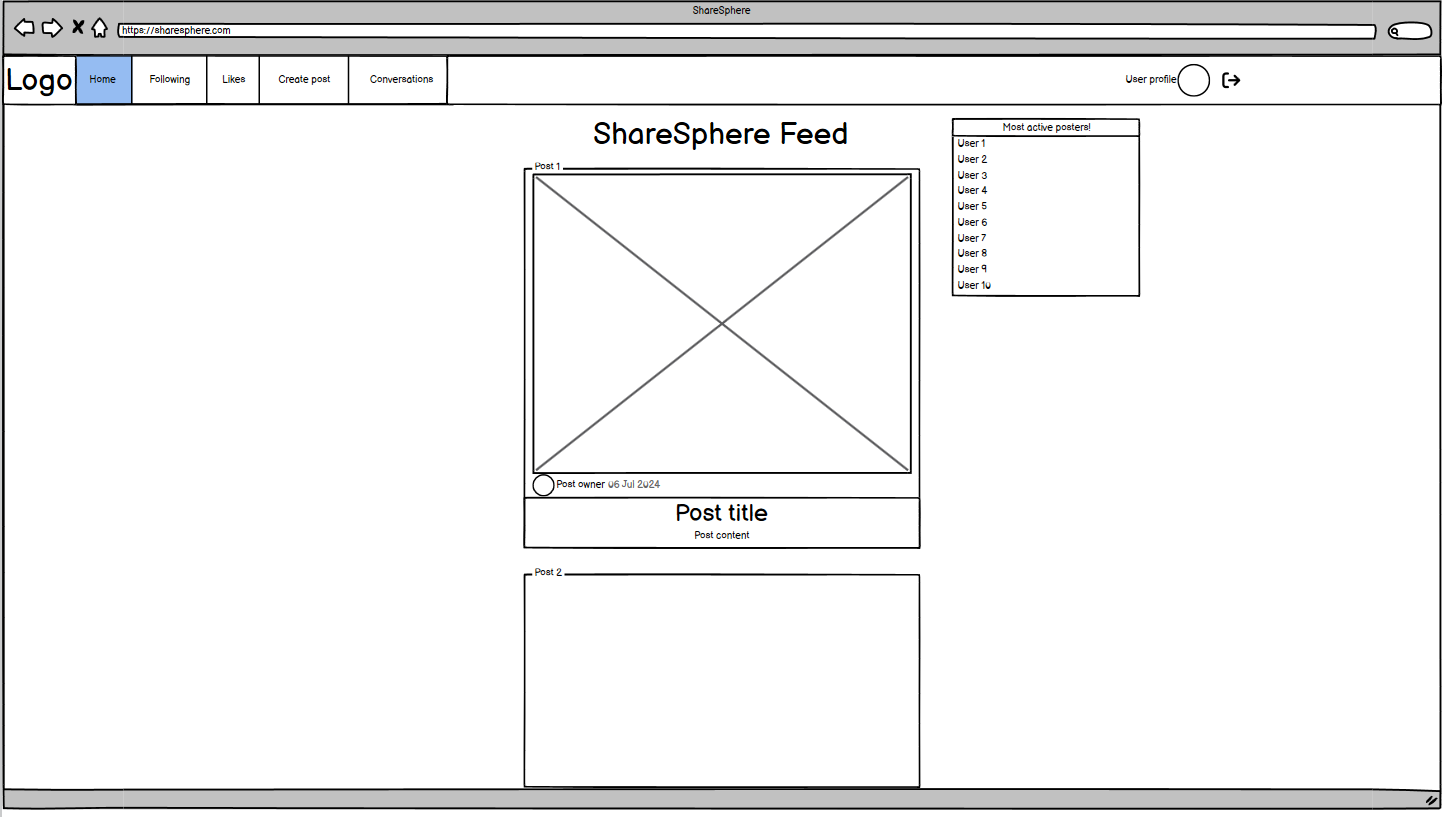 ShareSphere
https://sharesphere.com
Logo
Home
Following
Likes
Create post
Conversations
User profile
ShareSphere Feed
Most active posters!
User 1
User 2
User 3
User 4
User 5
User 6
User 7
User 8
User 9
User 10
Post 1
Post owner 06 Jul 2024
Post title
Post content
Post 2